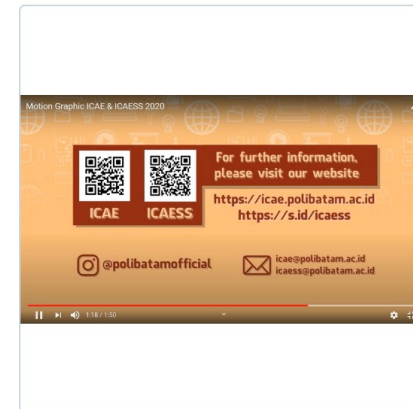 Motion Graphic ICAE & ICAESS 2020
For further information,
please visit our website
ICAE
ICAESS
https://icae.polibatam.ac.id
https://s.id/icaess
@polibatamofficial
icae@polibatam.ac.id
icaess@polibatam.ac.id
1:18 / 1:50